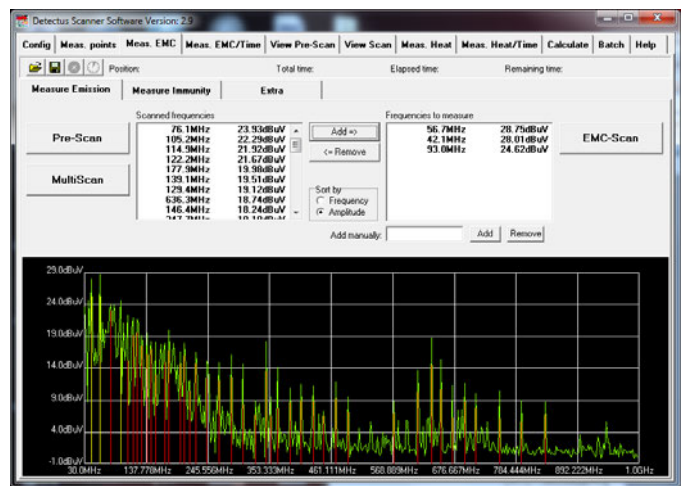 Detectus Scanner Software Version: 2.9
Config Meas. points Meas. EMC Meas. EMC/Time View Pre-Scan View Scan Meas. Heat Meas. Heat/Time Calculate Batch Help
Position: Total time: Elapsed time: Remaining time:
Measure Emission Measure Immunity Extra
Scanned frequencies Frequencies to measure
Pre-Scan
MultiScan
76.1MHz 23.93dBuV
105.2MHz 22.29dBuV
114.9MHz 21.92dBuV
122.2MHz 21.67dBuV
177.9MHz 19.98dBuV
139.1MHz 19.51dBuV
129.4MHz 19.12dBuV
636.3MHz 18.74dBuV
146.4MHz 18.24dBuV
Add =>
<= Remove
Sort by
Frequency
Amplitude
56.7MHz 28.75dBuV
42.1MHz 28.01dBuV
93.0MHz 24.62dBuV
EMC-Scan
Add manually: Add Remove
29.0dBuV
24.0dBuV
19.0dBuV
14.0dBuV
9.0dBuV
4.0dBuV
-1.0dBuV
30.0MHz 137.778MHz 245.556MHz 353.333MHz 461.111MHz 568.889MHz 676.667MHz 784.444MHz 892.222MHz 1.0GHz